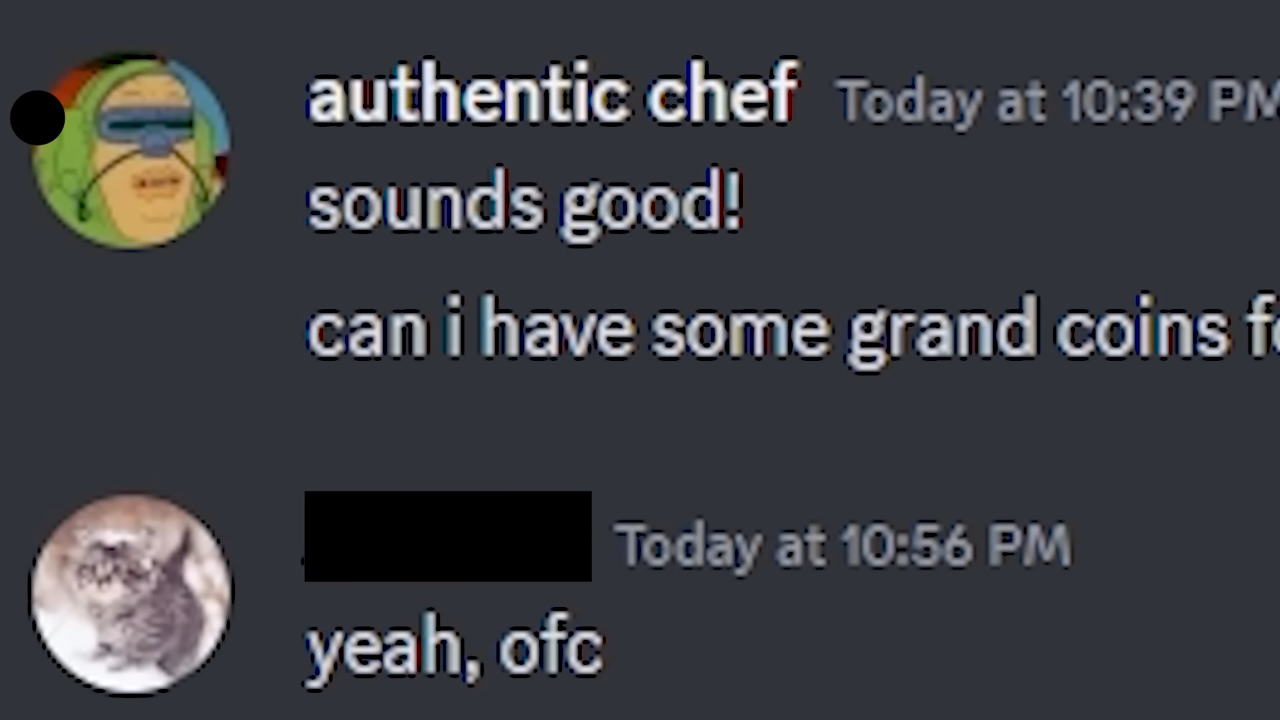 authentic chef Today at 10:39 PM
sounds good!
can i have some grand coins
Today at 10:56 PM
yeah, ofc